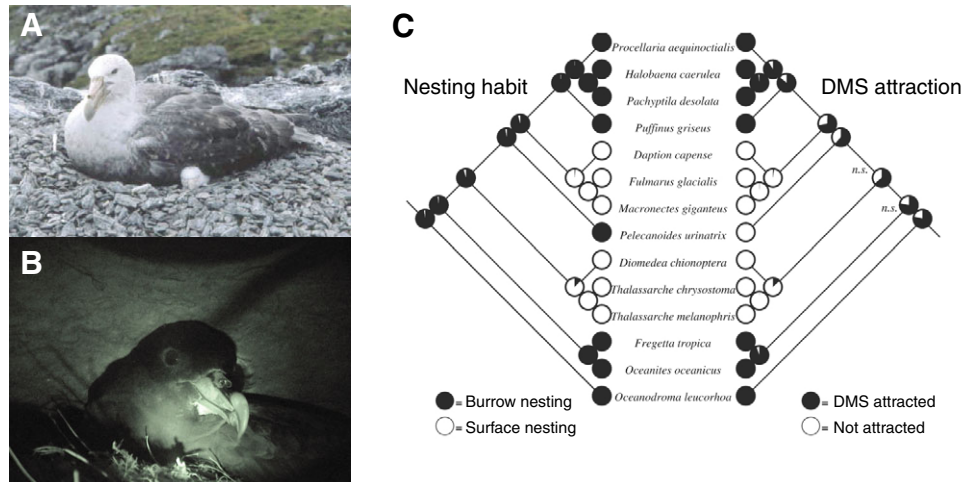 A
B
C
Nesting habit
DMS attraction
Procellaria aequinoctialis
Halobaena caerulea
Pachyptila desolata
Puffinus griseus
Daption capense
Fulmarus glacialis
Macronectes giganteus
Pelecanoides urinatrix
Diomedea chionoptera
Thalassarche chrysostoma
Thalassarche melanophris
Fregetta tropica
Oceanites oceanicus
Oceanodroma leucorhoa
n.s.
n.s.
= Burrow nesting
= Surface nesting
= DMS attracted
= Not attracted